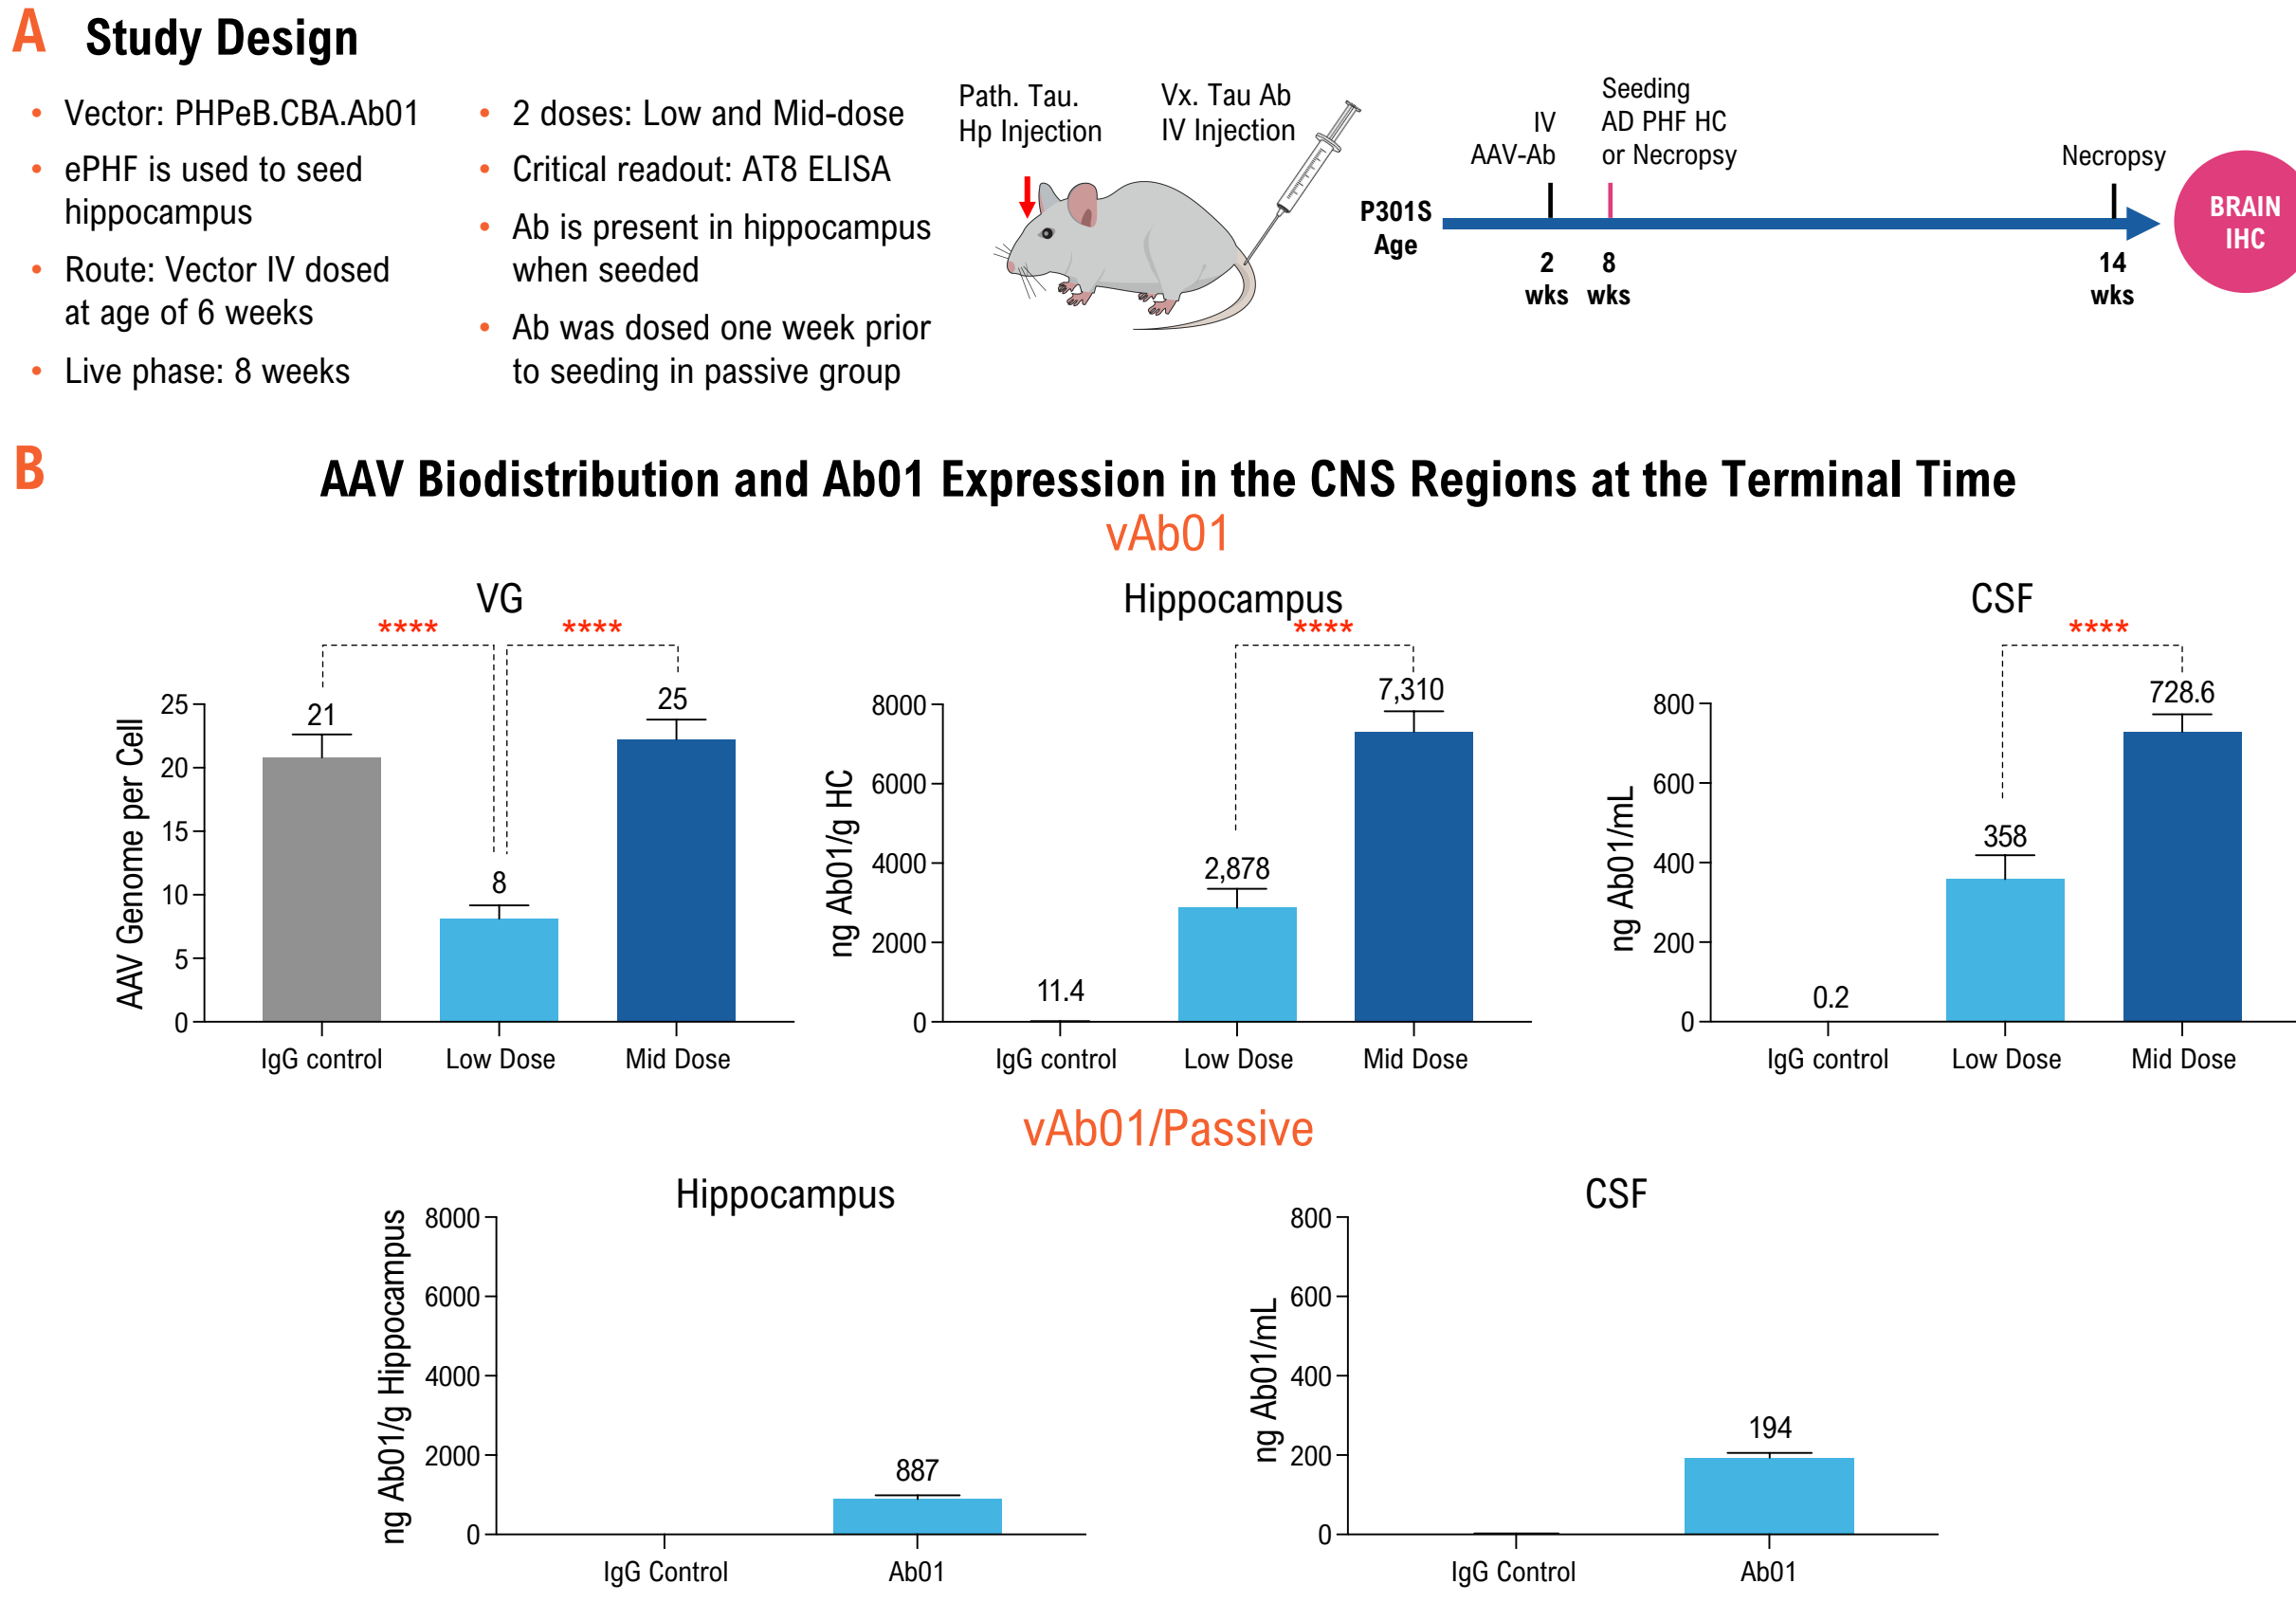 A Study Design
• Vector: PHPeB.CBA.Ab01
• ePHF is used to seed
hippocampus
• Route: Vector IV dosed
at age of 6 weeks
• Live phase: 8 weeks
• 2 doses: Low and Mid-dose
• Critical readout: AT8 ELISA
• Ab is present in hippocampus
when seeded
• Ab was dosed one week prior
to seeding in passive group
Path. Tau.
Hp Injection
Vx. Tau Ab
IV Injection
IV
AAV-Ab
Seeding
AD PHF HC
or Necropsy
Necropsy
P301S
Age
2
wks
8
wks
14
wks
BRAIN
IHC
B AAV Biodistribution and Ab01 Expression in the CNS Regions at the Terminal Time
vAb01
VG
**** ****
AAV Genome per Cell
25
20
15
10
5
0
21
8
25
IgG control Low Dose Mid Dose
Hippocampus
****
ng Ab01/g HC
8000
6000
4000
2000
0
11.4
2,878
7,310
IgG control Low Dose Mid Dose
CSF
****
ng Ab01/mL
800
600
400
200
0
0.2
358
728.6
IgG control Low Dose Mid Dose
vAb01/Passive
Hippocampus
ng Ab01/g Hippocampus
8000
6000
4000
2000
0
887
IgG Control Ab01
CSF
ng Ab01/mL
800
600
400
200
0
194
IgG Control Ab01